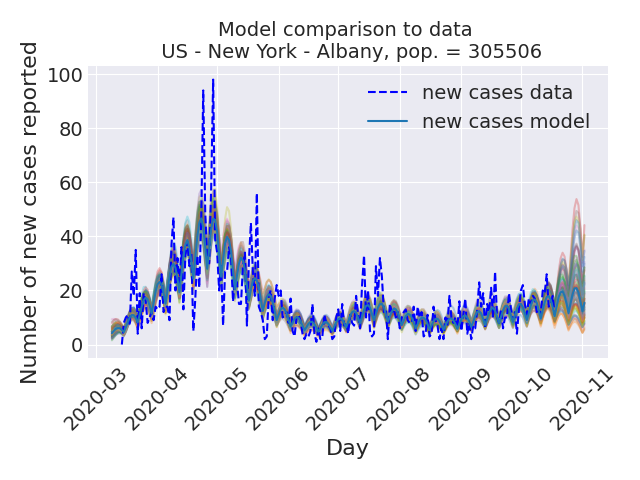 Model comparison to data
US - New York - Albany, pop. = 305506
new cases data
new cases model
Number of new cases reported
100
80
60
40
20
0
2020-03
2020-04
2020-05
2020-06
2020-07
2020-08
2020-09
2020-10
2020-11
Day